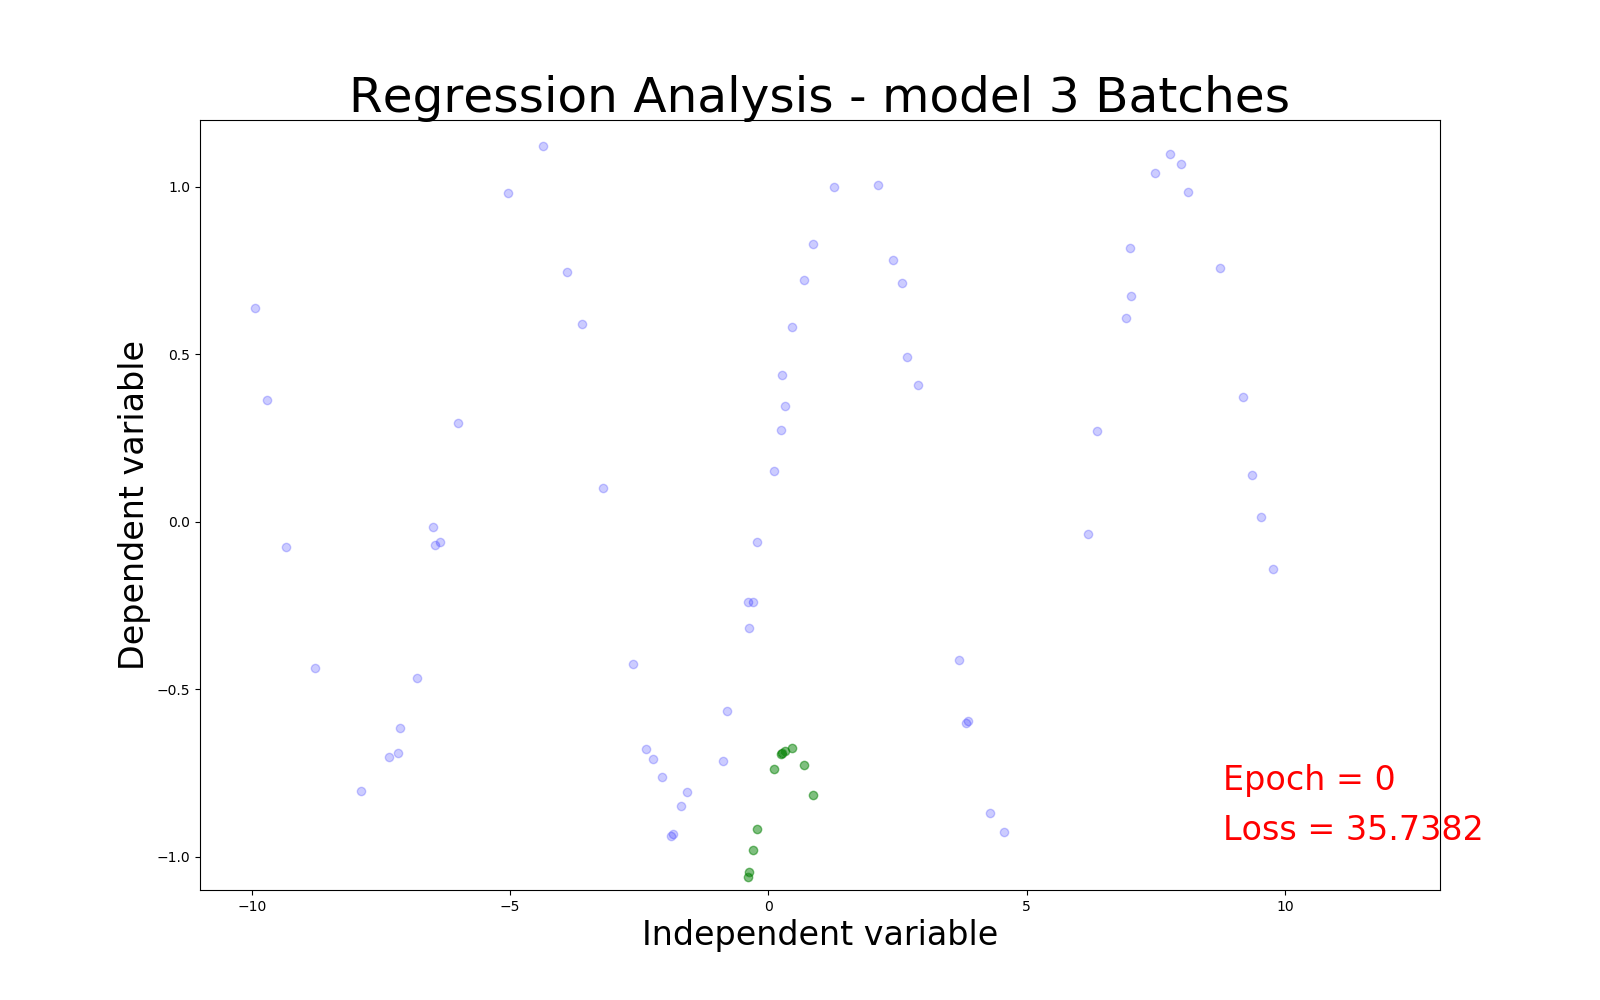 Regression Analysis - model 3 Batches
Dependent variable
1.0
0.5
0.0
−0.5
−1.0
Epoch = 0
Loss = 35.7382
−10
−5
0
5
10
Independent variable